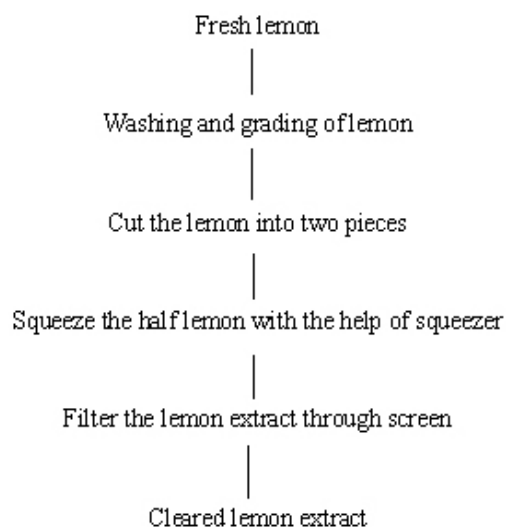 Fresh lemon
Washing and grading of lemon
Cut the lemon into two pieces
Squeeze the half lemon with the help of squeezer
Filter the lemon extract through screen
Cleared lemon extract